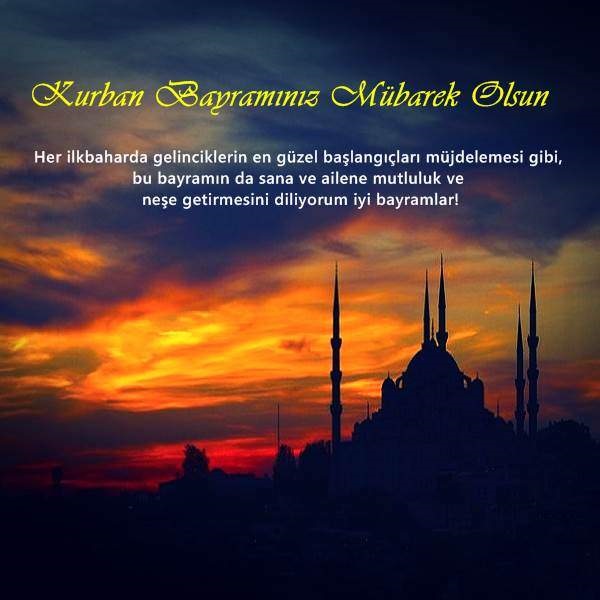 Kurban Bayramınız Mübarek Olsun
Her ilkbaharda gelinciklerin en güzel başlangıçları müjdelemesi gibi,
bu bayramın da sana ve ailene mutluluk ve
neşe getirmesini diliyorum iyi bayramlar!